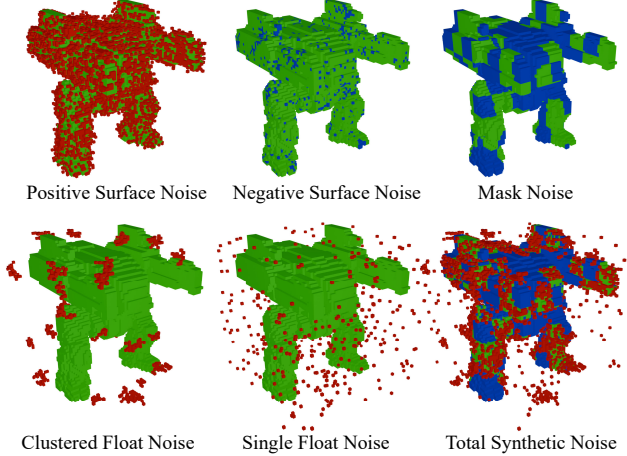 Positive Surface Noise
Negative Surface Noise
Mask Noise
Clustered Float Noise
Single Float Noise
Total Synthetic Noise